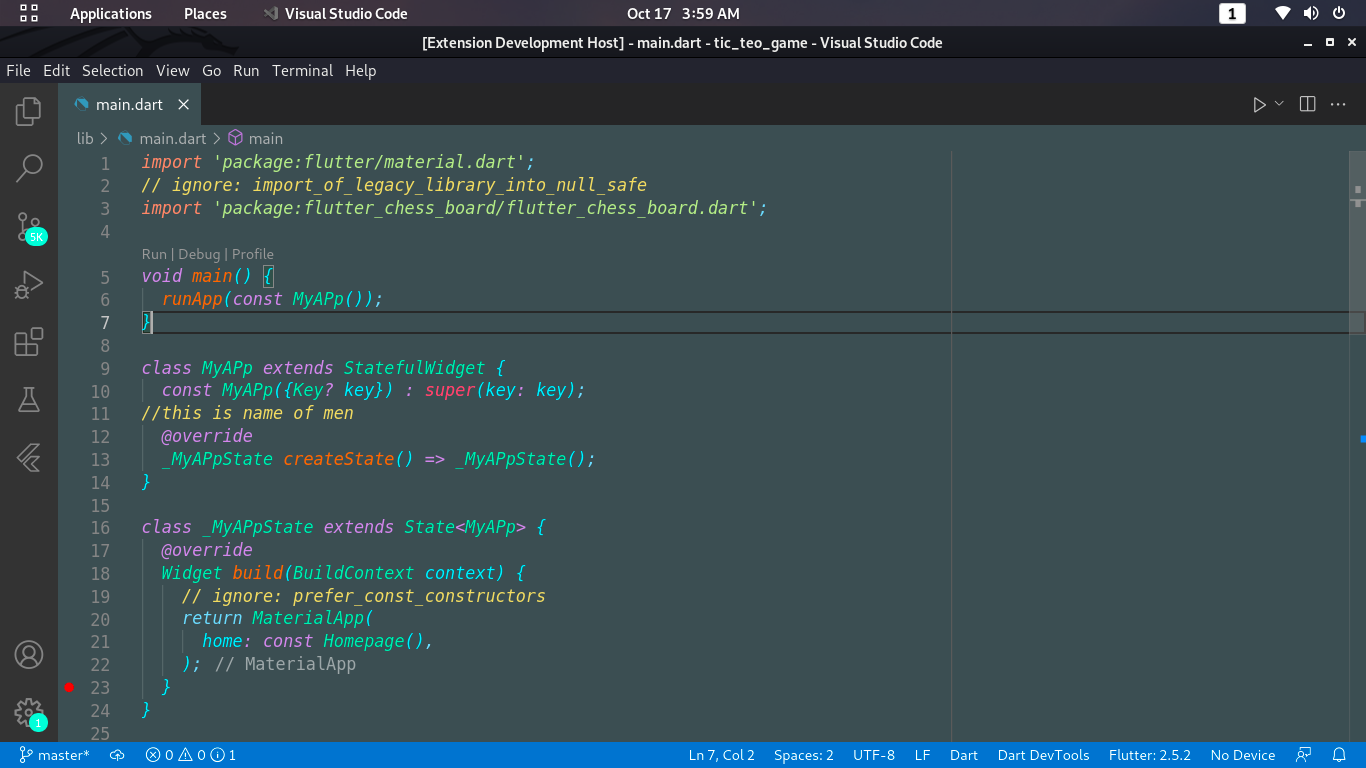 Applications Places Visual Studio Code Oct 17 3:59 AM 1
[Extension Development Host] - main.dart - tic_teo_game - Visual Studio Code
File Edit Selection View Go Run Terminal Help
main.dart
lib > main.dart > main
1 import 'package:flutter/material.dart';
2 // ignore: import_of_legacy_library_into_null_safe
3 import 'package:flutter_chess_board/flutter_chess_board.dart';
4
5K
Run | Debug | Profile
5 void main() {
6 runApp(const MyAPp());
7 }
8
9 class MyAPp extends StatefulWidget {
10 const MyAPp({Key? key}) : super(key: key);
11 //this is name of men
12 @override
13 _MyAPpState createState() => _MyAPpState();
14 }
15
16 class _MyAPpState extends State<MyAPp> {
17 @override
18 Widget build(BuildContext context) {
19 // ignore: prefer_const_constructors
20 return MaterialApp(
21 home: const Homepage(),
22 ); // MaterialApp
23 }
24 }
1
25
master* 0 0 1 Ln 7, Col 2 Spaces: 2 UTF-8 LF Dart Dart DevTools Flutter: 2.5.2 No Device